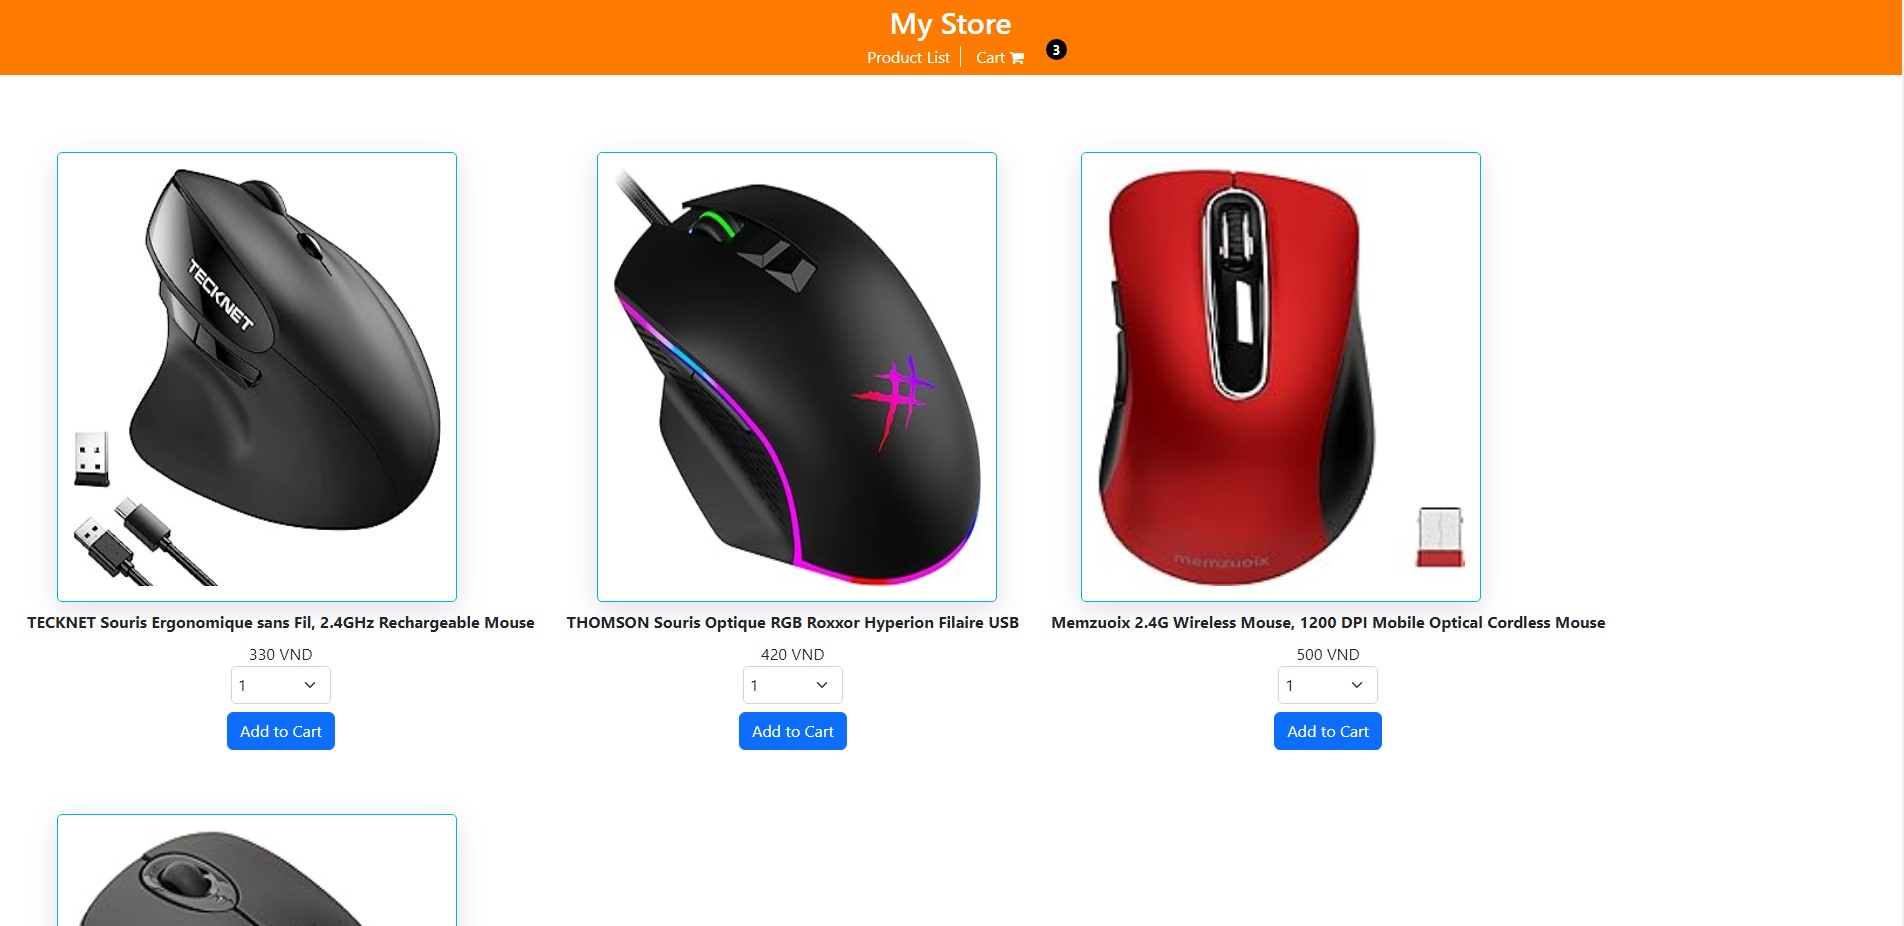 My Store
Product List
Cart
3
TECKNET
memzuoix
TECKNET Souris Ergonomique sans Fil, 2.4GHz Rechargeable Mouse
THOMSON Souris Optique RGB Roxxor Hyperion Filaire USB
Memzuoix 2.4G Wireless Mouse, 1200 DPI Mobile Optical Cordless Mouse
330 VND
420 VND
500 VND
1
1
1
Add to Cart
Add to Cart
Add to Cart